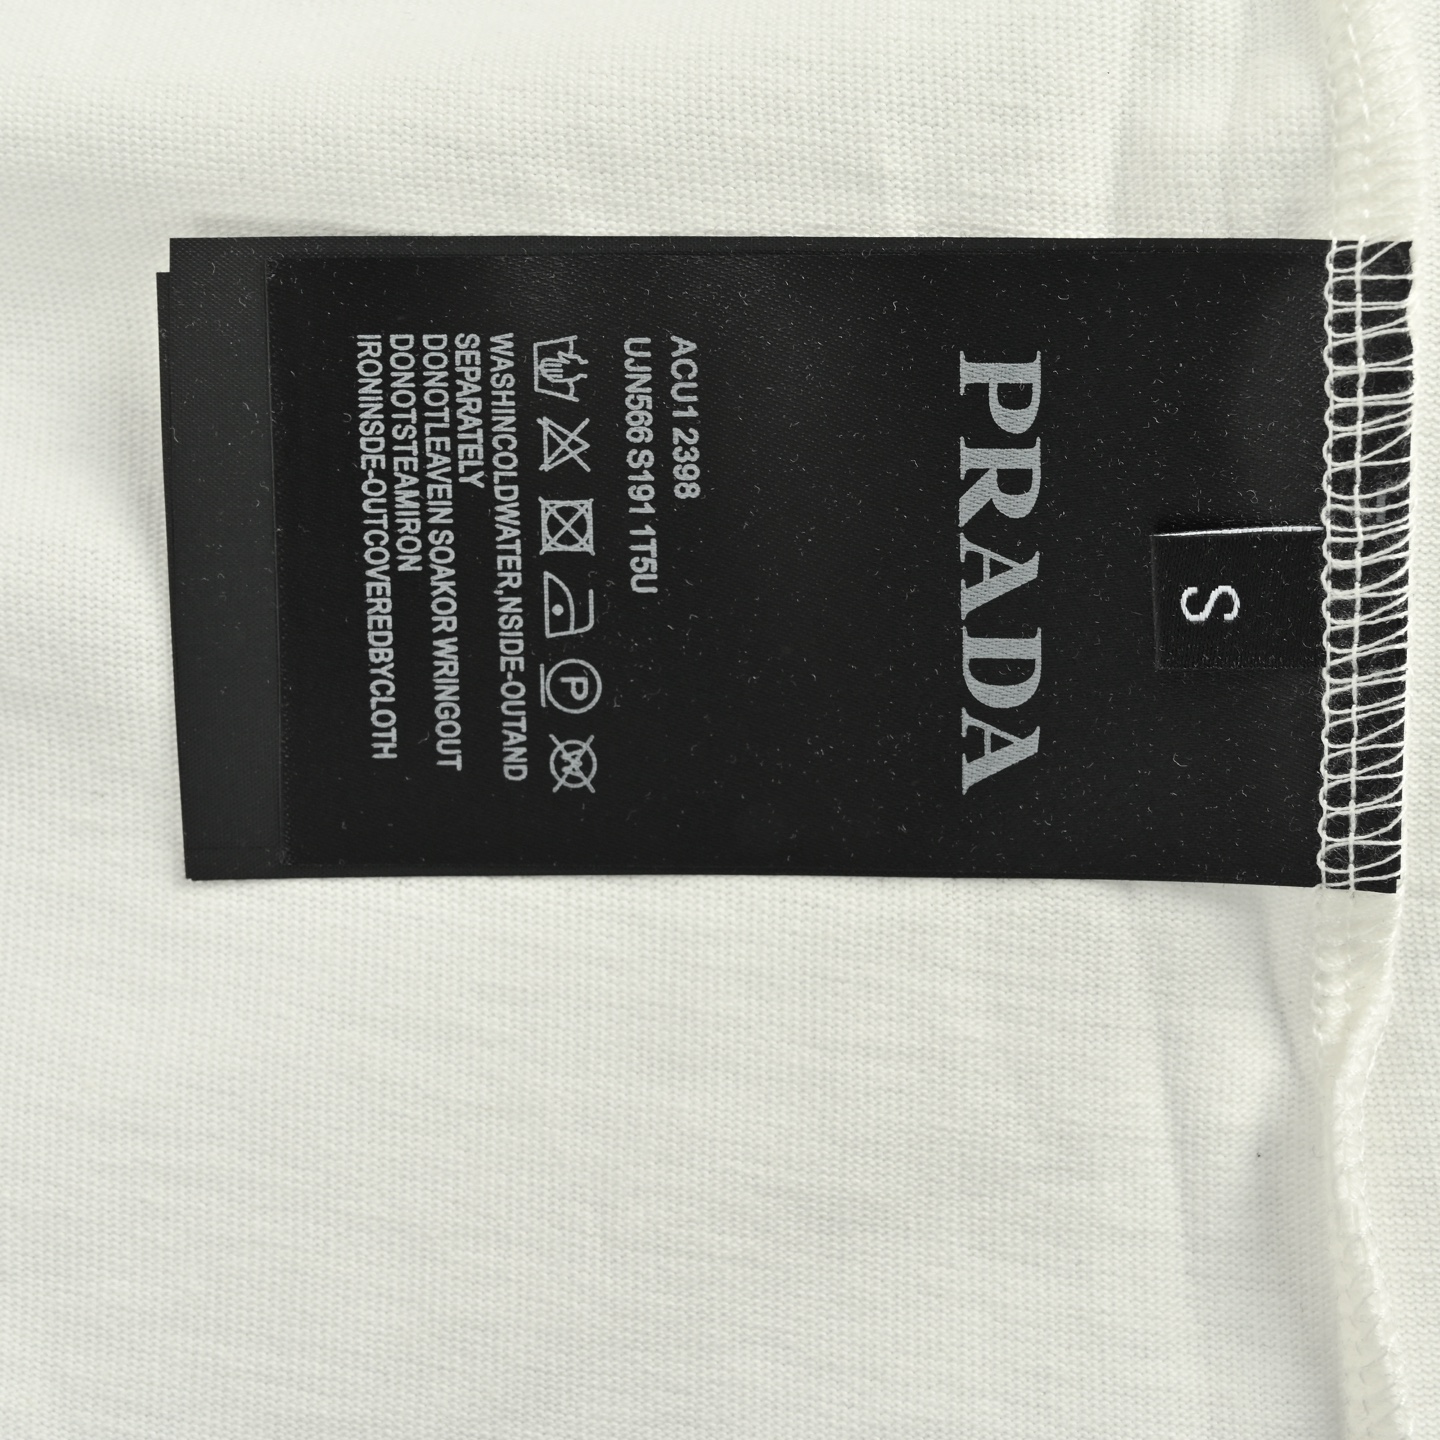 S
PRADA
ACU1 2398
UJN566 S191 1T5U
P
WASHINCOLDWATER,NSIDE-OUTAND
SEPARATELY
DONOTLEAVEIN SOAKOR WRINGOUT
DONOTSTEAMIRON
IRONINSDE-OUTCOVEREDBYCLOTH